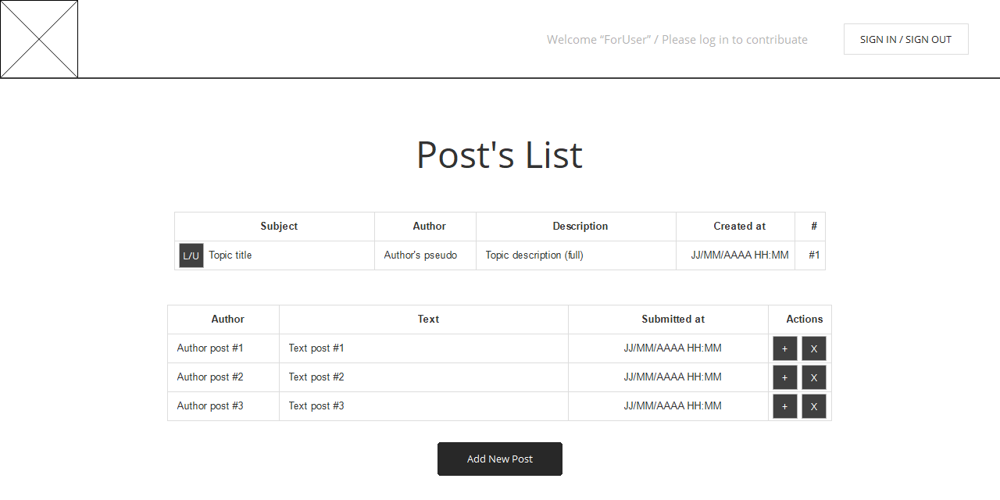 Welcome “ForUser” / Please log in to contribuate
SIGN IN / SIGN OUT
Post's List
Subject Author Description Created at #
L/U Topic title Author's pseudo Topic description (full) JJ/MM/AAAA HH:MM #1
Author Text Submitted at Actions
Author post #1 Text post #1 JJ/MM/AAAA HH:MM + X
Author post #2 Text post #2 JJ/MM/AAAA HH:MM + X
Author post #3 Text post #3 JJ/MM/AAAA HH:MM + X
Add New Post